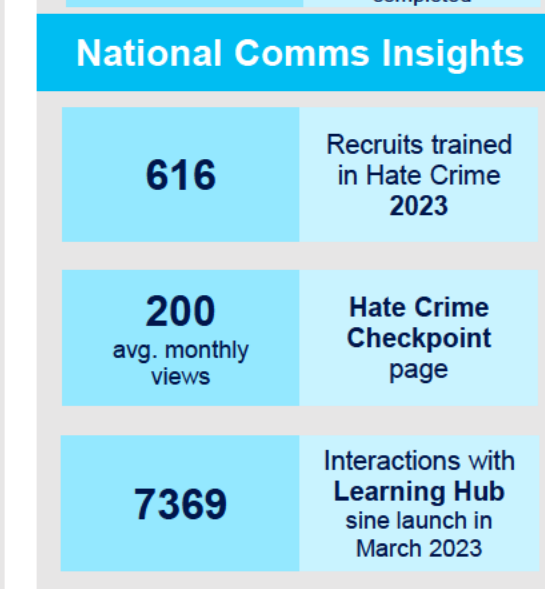 completed
National Comms Insights
616
Recruits trained
in Hate Crime
2023
200
avg. monthly
views
Hate Crime
Checkpoint
page
7369
Interactions with
Learning Hub
sine launch in
March 2023